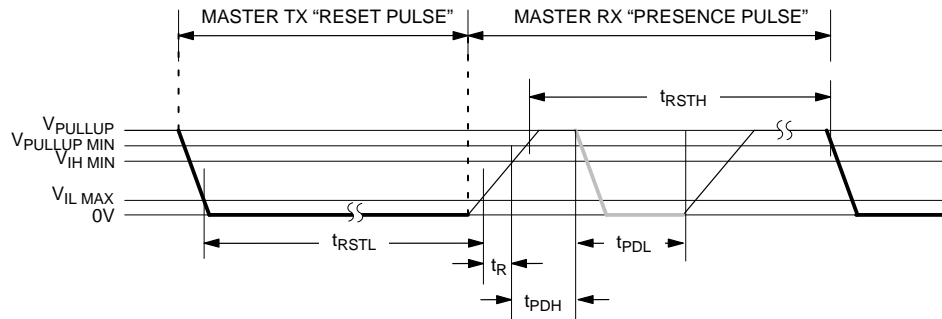 MASTER TX “RESET PULSE”
MASTER RX “PRESENCE PULSE”
tRSTH
VPULLUP
VPULLUP MIN
VIH MIN
VIL MAX
0V
tRSTL
tR
tPDL
tPDH